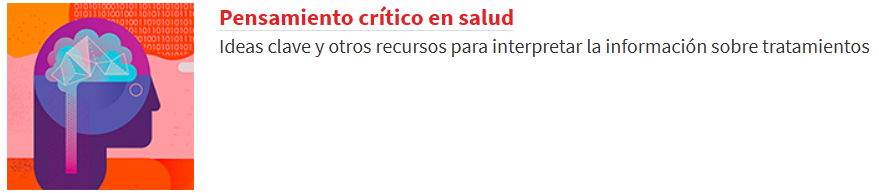 Pensamiento crítico en salud
Ideas clave y otros recursos para interpretar la información sobre tratamientos